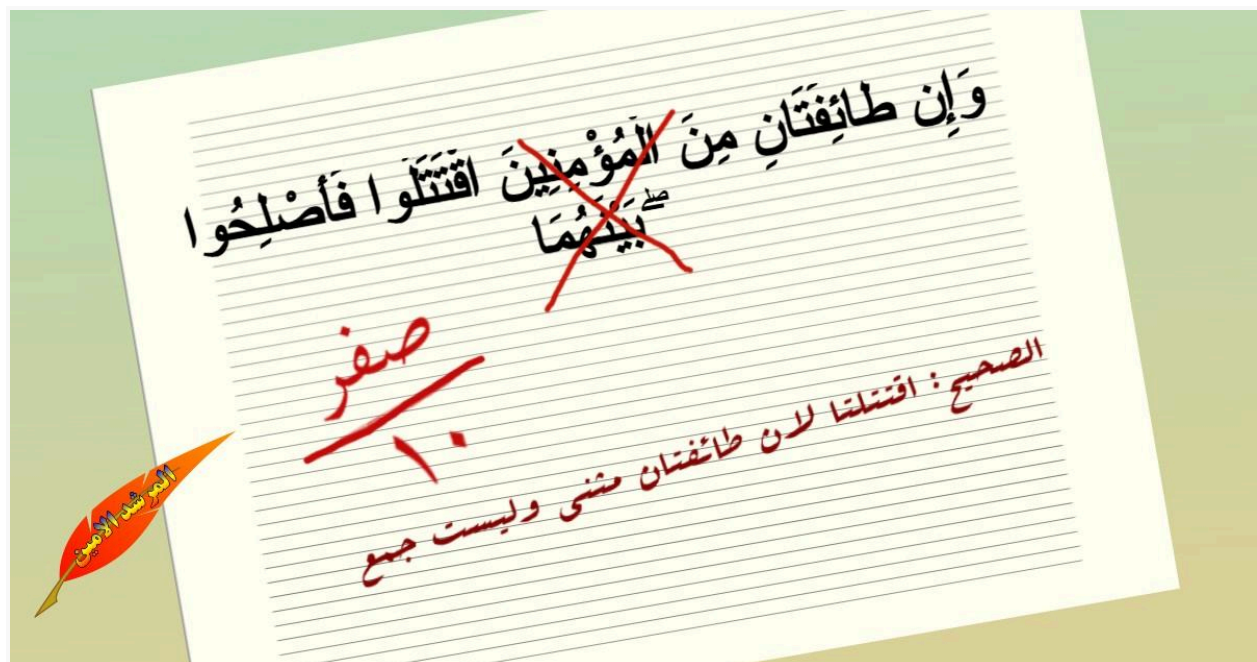 وَإِن طَائِفَتَانِ مِنَ الْمُؤْمِنِينَ اقْتَتَلُوا فَأَصْلِحُوا
بَيْنَهُمَا ۖ
صفر
١٠
الصحيح : اقتتلتا لان طائفتان مثنى وليست جمع
المرشد الامين